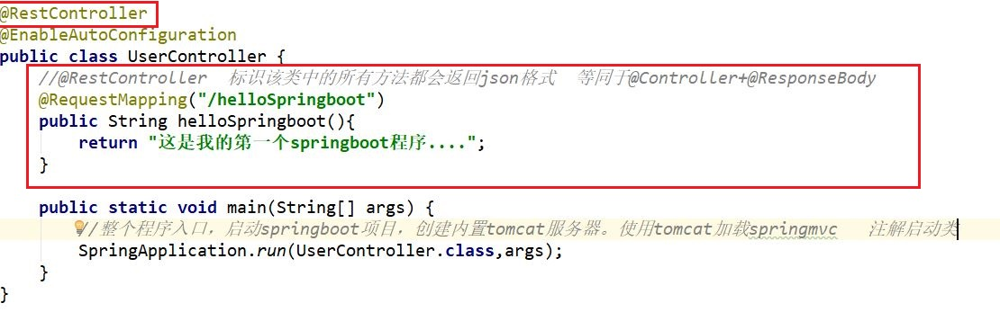 @RestController
@EnableAutoConfiguration
public class UserController {
//@RestController  标识该类中的所有方法都会返回json格式  等同于@Controller+@ResponseBody
@RequestMapping("/helloSpringboot")
public String helloSpringboot(){
return "这是我的第一个springboot程序....";
}
public static void main(String[] args) {
//整个程序入口，启动springboot项目，创建内置tomcat服务器。使用tomcat加载springmvc  注解启动类
SpringApplication.run(UserController.class,args);
}
}